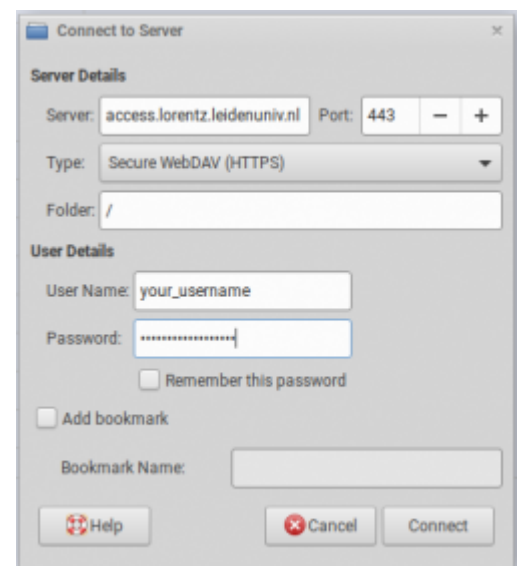 Connect to Server
Server Details
Server: access.lorentz.leidenuniv.nl Port: 443 − +
Type: Secure WebDAV (HTTPS)
Folder: /
User Details
User Name: your_username
Password: ••••••••••••••••••
Remember this password
Add bookmark
Bookmark Name:
Help Cancel Connect